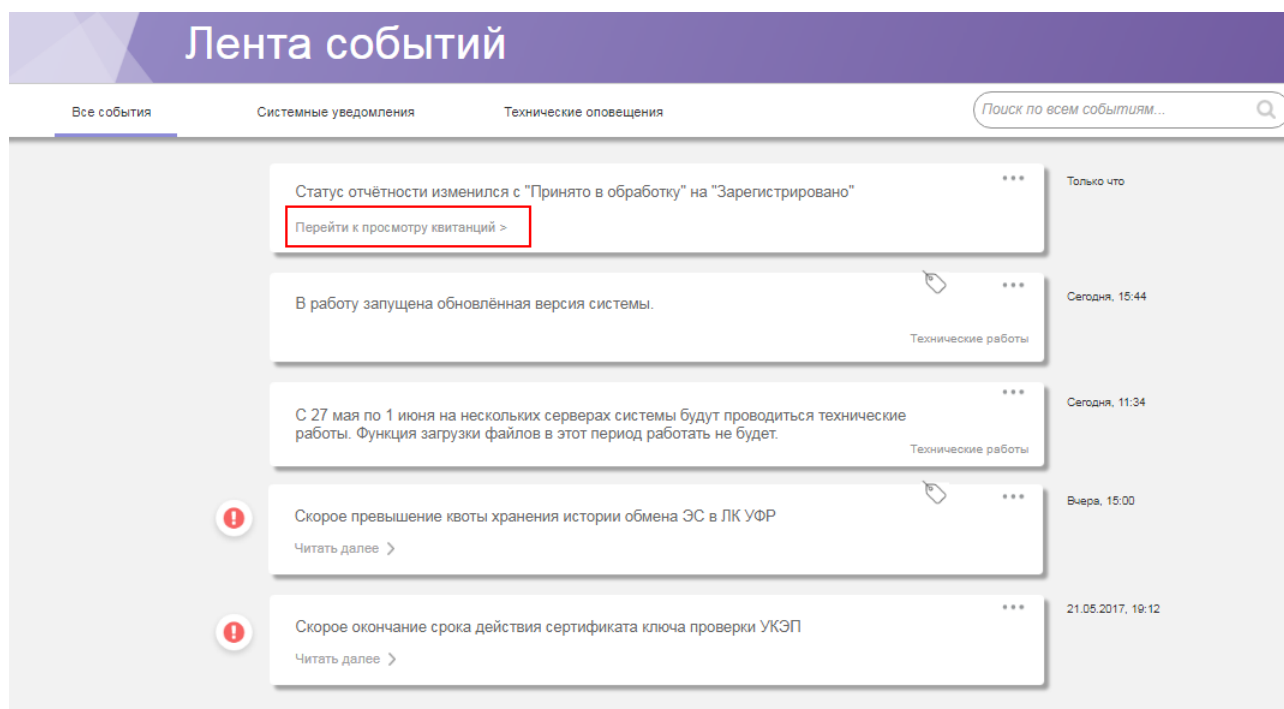 Лента событий
Все события
Системные уведомления
Технические оповещения
Поиск по всем событиям...
Статус отчётности изменился с "Принято в обработку" на "Зарегистрировано"
Только что
Перейти к просмотру квитанций >
В работу запущена обновлённая версия системы.
Сегодня, 15:44
Технические работы
С 27 мая по 1 июня на нескольких серверах системы будут проводиться технические
работы. Функция загрузки файлов в этот период работать не будет.
Сегодня, 11:34
Технические работы
Скорое превышение квоты хранения истории обмена ЭС в ЛК УФР
Вчера, 15:00
Читать далее
Скорое окончание срока действия сертификата ключа проверки УКЭП
21.05.2017, 19:12
Читать далее